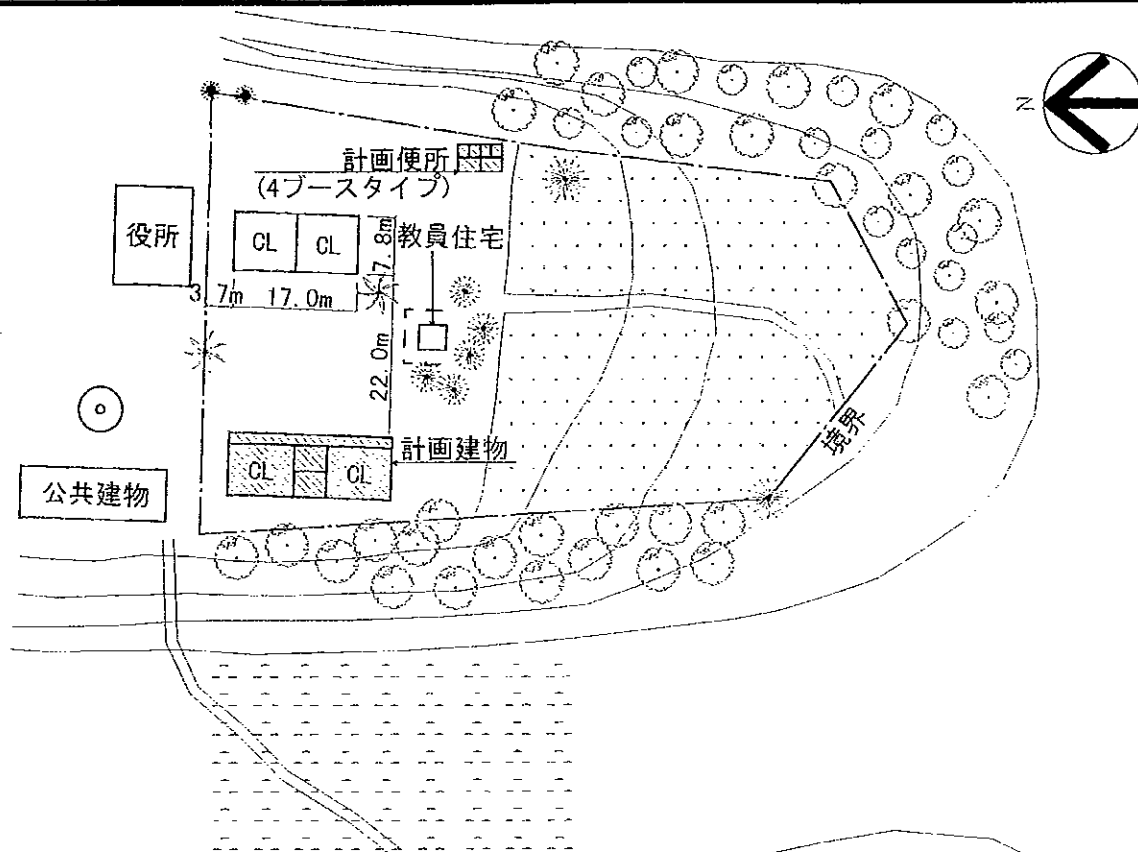 N
計画便所
(4ブースタイプ)
役所
CL
CL
7.8m
教員住宅
3.7m
17.0m
22.0m
計画建物
CL
CL
境界
公共建物